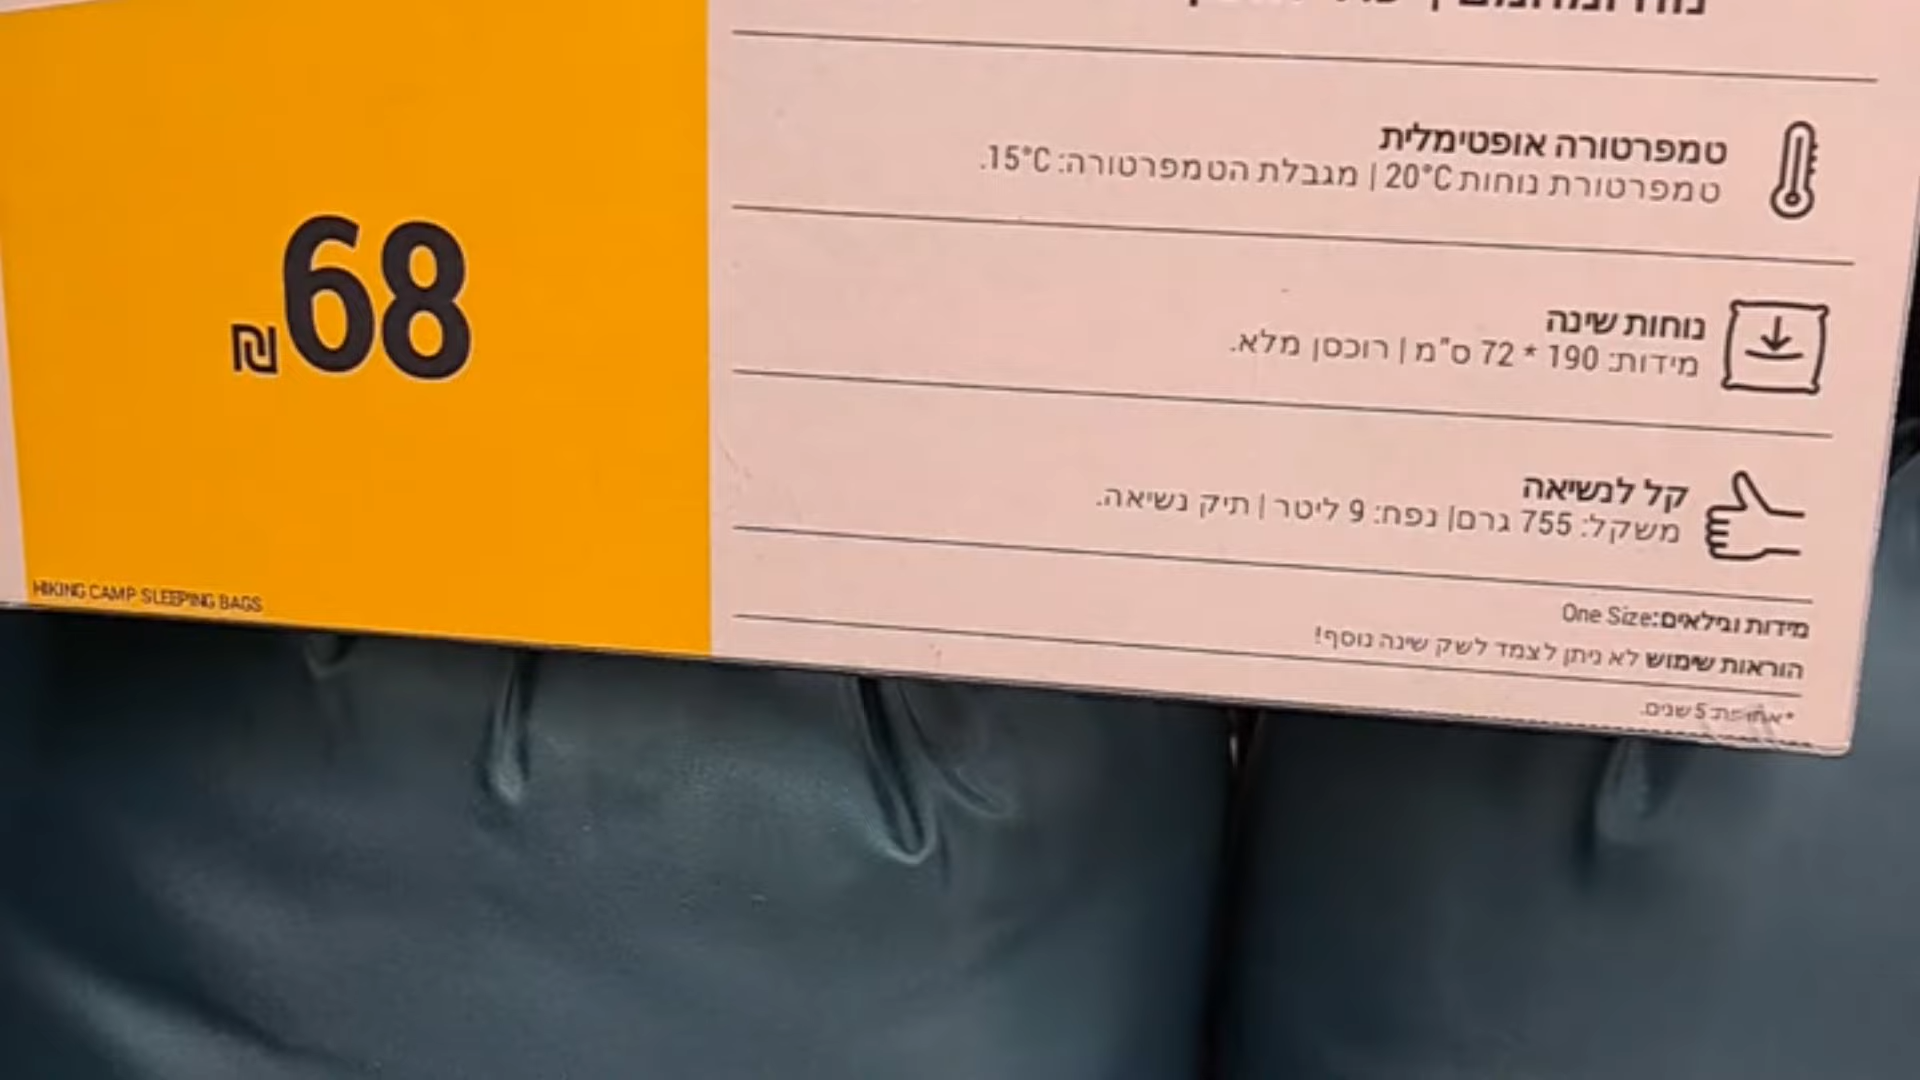 טמפרטורה אופטימלית
טמפרטורת נוחות 20°C | מגבלת הטמפרטורה: 15°C.
נוחות שינה
מידות: 190 * 72 ס"מ | רוכסן מלא.
קל לנשיאה
משקל: 755 גרם| נפח: 9 ליטר | תיק נשיאה.
מידות וגילאים:One Size
הוראות שימוש לא ניתן לצמד לשק שינה נוסף!
*אחריות: 5 שנים.
68 ₪
HIKING CAMP SLEEPING BAGS